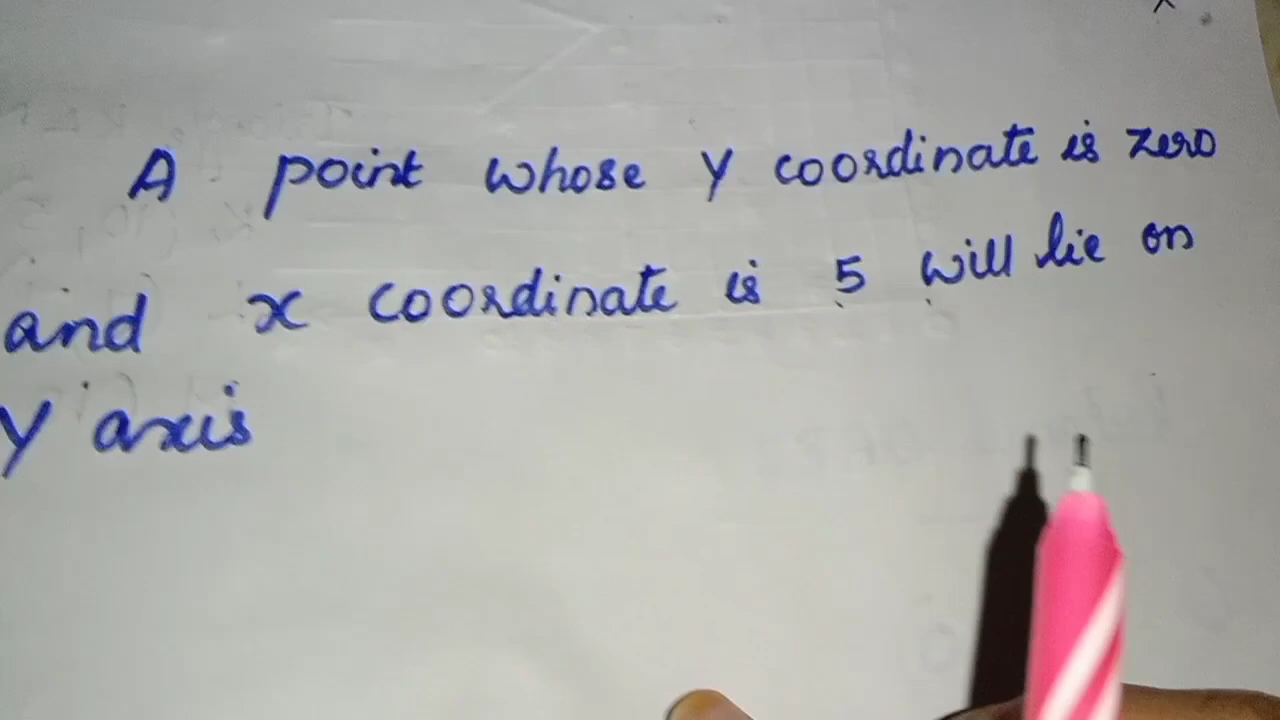 A point whose y coordinate is zero
and x coordinate is 5 will lie on
y axis